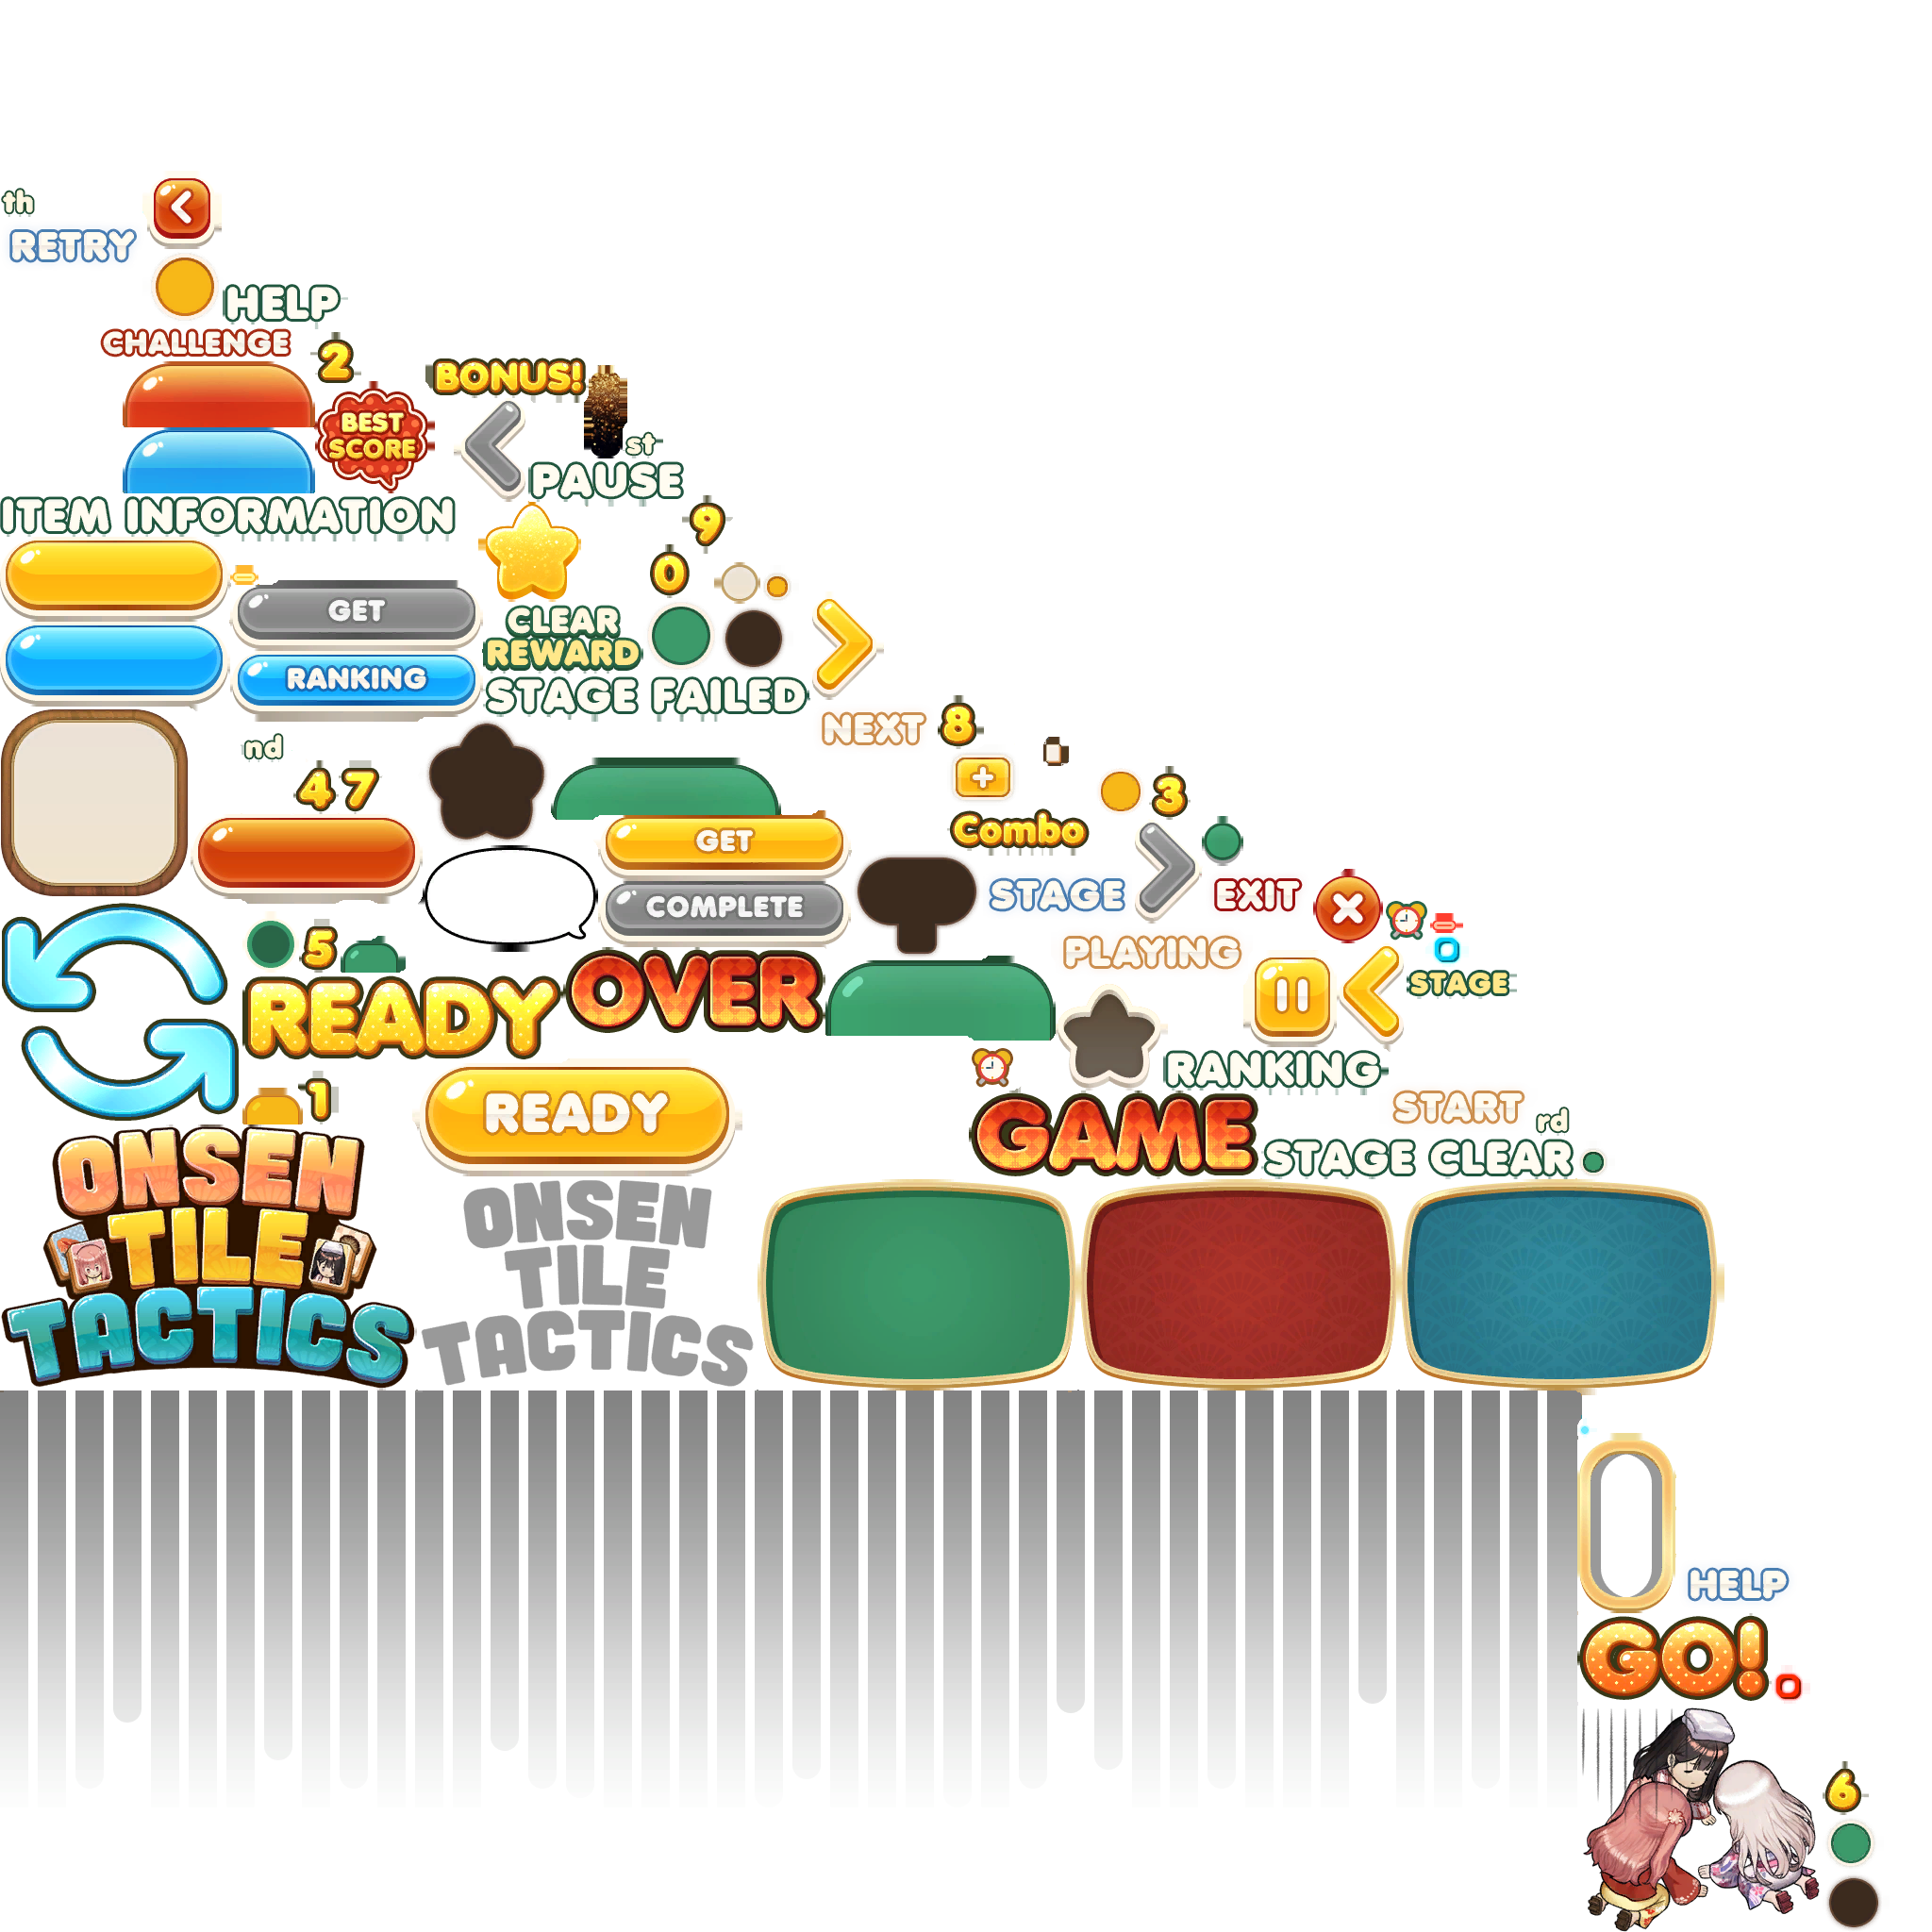 th
RETRY
HELP
CHALLENGE
2
BONUS!
BEST
SCORE
st
PAUSE
ITEM INFORMATION
9
0
GET
CLEAR
REWARD
RANKING
STAGE FAILED
NEXT
8
nd
4
7
3
Combo
GET
COMPLETE
STAGE
EXIT
5
PLAYING
OVER
READY
STAGE
RANKING
1
READY
GAME
START
rd
STAGE CLEAR
ONSEN
TILE
TACTICS
ONSEN
TILE
TACTICS
HELP
GO!
6